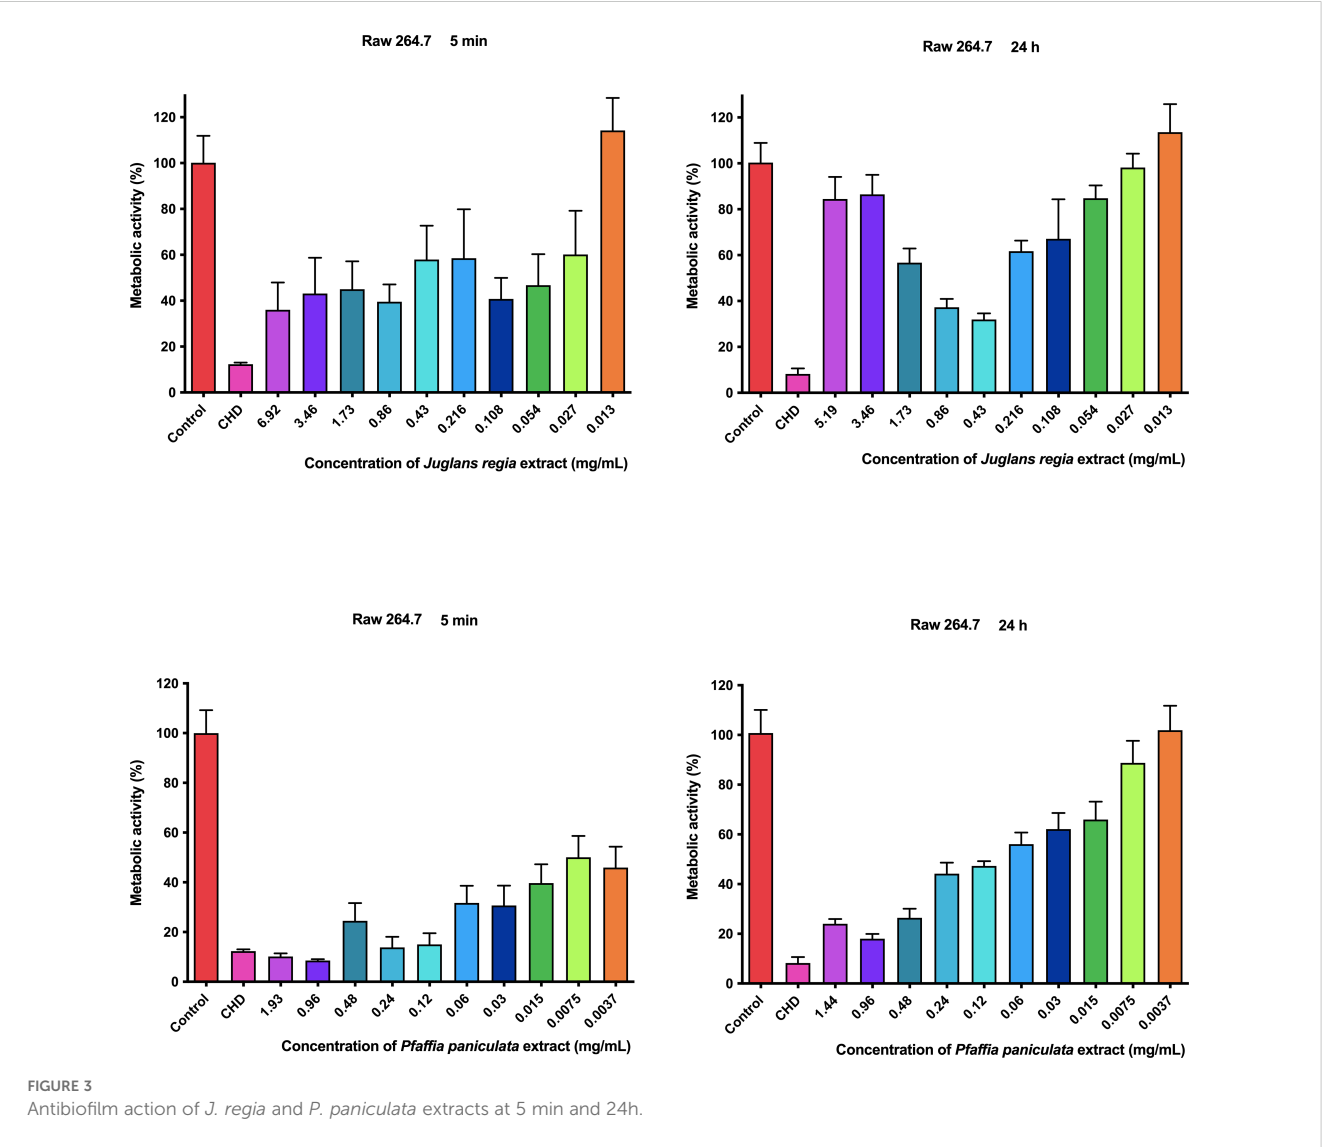 Raw 264.7 5 min
Metabolic activity (%)
120
100
80
60
40
20
0
Control CHD 6.92 3.46 1.73 0.86 0.43 0.216 0.108 0.054 0.027 0.013
Concentration of Juglans regia extract (mg/mL)
Raw 264.7 24 h
Metabolic activity (%)
120
100
80
60
40
20
0
Control CHD 5.19 3.46 1.73 0.86 0.43 0.216 0.108 0.054 0.027 0.013
Concentration of Juglans regia extract (mg/mL)
Raw 264.7 5 min
Metabolic activity (%)
120
100
80
60
40
20
0
Control CHD 1.93 0.96 0.48 0.24 0.12 0.06 0.03 0.015 0.0075 0.0037
Concentration of Pfaffia paniculata extract (mg/mL)
Raw 264.7 24 h
Metabolic activity (%)
120
100
80
60
40
20
0
Control CHD 1.44 0.96 0.48 0.24 0.12 0.06 0.03 0.015 0.0075 0.0037
Concentration of Pfaffia paniculata extract (mg/mL)
FIGURE 3
Antibiofilm action of J. regia and P. paniculata extracts at 5 min and 24h.